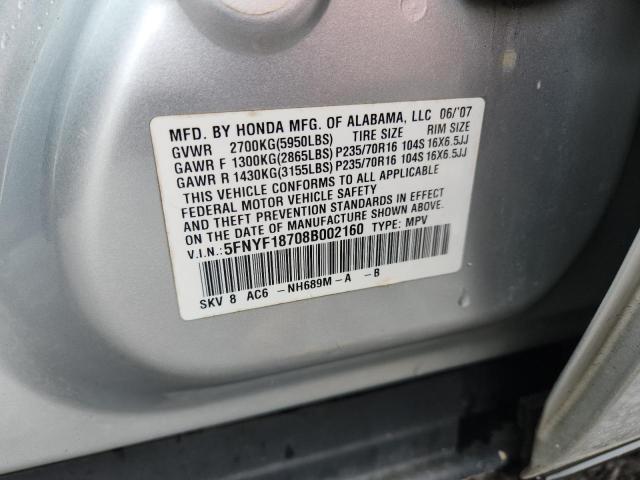 MFD. BY HONDA MFG. OF ALABAMA, LLC 06/'07
GVWR 2700KG(5950LBS) TIRE SIZE RIM SIZE
GAWR F 1300KG(2865LBS) P235/70R16 104S 16X6.5JJ
GAWR R 1430KG(3155LBS) P235/70R16 104S 16X6.5JJ
THIS VEHICLE CONFORMS TO ALL APPLICABLE
FEDERAL MOTOR VEHICLE SAFETY
AND THEFT PREVENTION STANDARDS IN EFFECT
ON THE DATE OF MANUFACTURE SHOWN ABOVE.
V.I.N.: 5FNYF18708B002160 TYPE: MPV
SKV 8 AC6 -NH689M-A -B